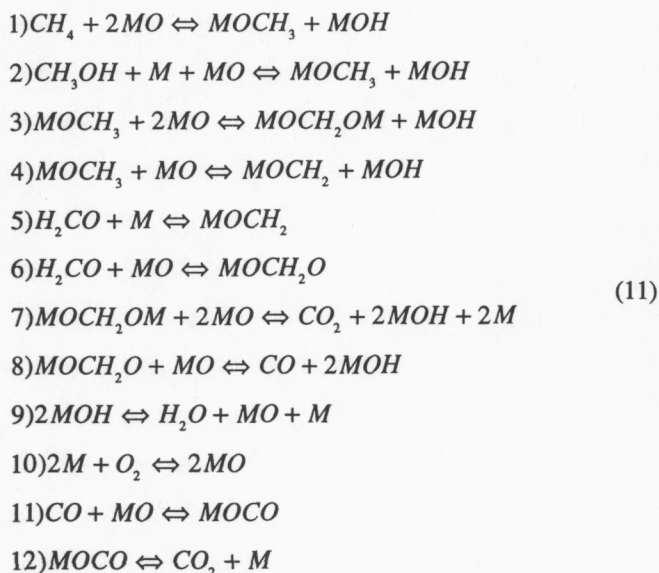 1)CH₄ + 2MO ⇔ MOCH₃ + MOH
2)CH₃OH + M + MO ⇔ MOCH₃ + MOH
3)MOCH₃ + 2MO ⇔ MOCH₂OM + MOH
4)MOCH₃ + MO ⇔ MOCH₂ + MOH
5)H₂CO + M ⇔ MOCH₂
6)H₂CO + MO ⇔ MOCH₂O
(11)
7)MOCH₂OM + 2MO ⇔ CO₂ + 2MOH + 2M
8)MOCH₂O + MO ⇔ CO + 2MOH
9)2MOH ⇔ H₂O + MO + M
10)2M + O₂ ⇔ 2MO
11)CO + MO ⇔ MOCO
12)MOCO ⇔ CO₂ + M